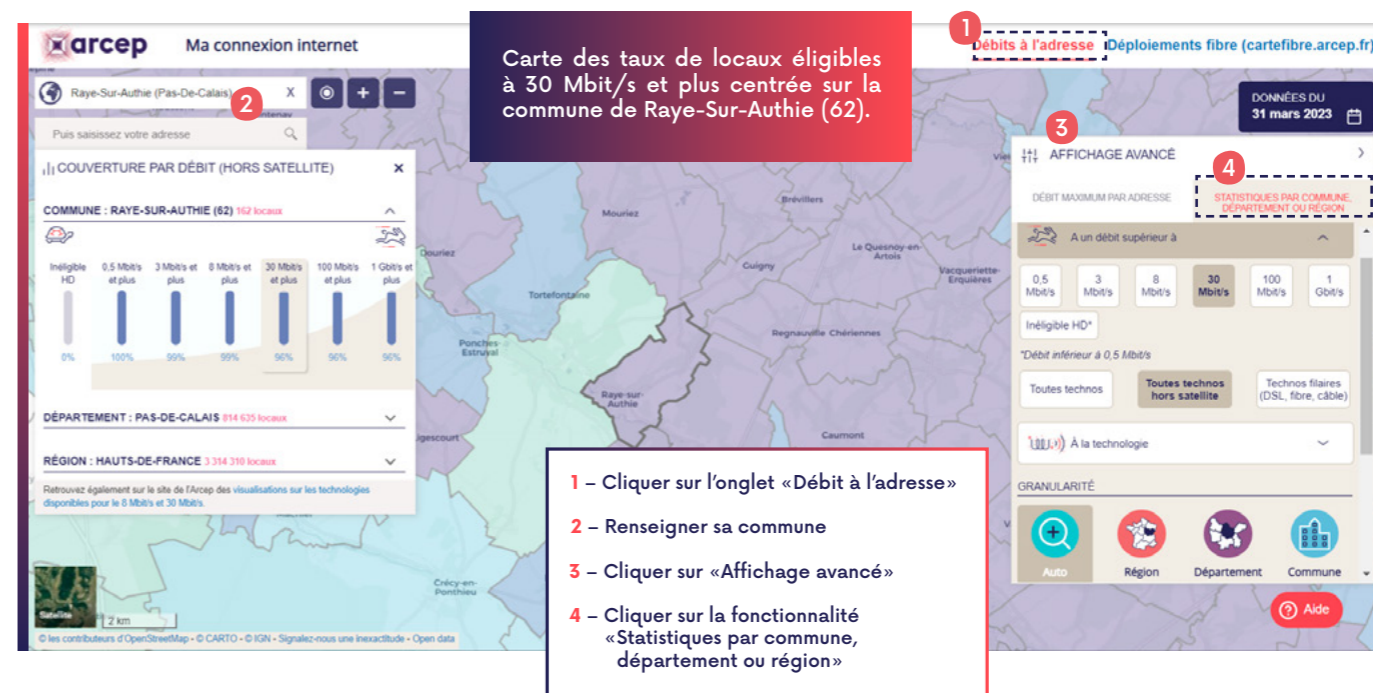 arcep
Ma connexion internet
Carte des taux de locaux éligibles
à 30 Mbit/s et plus centrée sur la
commune de Raye-Sur-Authie (62).
1
Débits à l'adresse
Déploiements fibre (cartefibre.arcep.fr)
Raye-Sur-Authie (Pas-De-Calais)
X
2
Puis saisissez votre adresse
DONNÉES DU
31 mars 2023
COUVERTURE PAR DÉBIT (HORS SATELLITE)
COMMUNE : RAYE-SUR-AUTHIE (62) 162 locaux
Inéligible
HD
0,5 Mbit/s
et plus
3 Mbit/s et
plus
8 Mbit/s et
plus
30 Mbit/s
et plus
100 Mbit/s
et plus
1 Gbit/s et
plus
0%
100%
99%
99%
96%
96%
96%
DÉPARTEMENT : PAS-DE-CALAIS 814 635 locaux
RÉGION : HAUTS-DE-FRANCE 3 314 310 locaux
Retrouvez également sur le site de l'Arcep des visualisations sur les technologies
disponibles pour le 8 Mbit/s et 30 Mbit/s.
Mouriez
Brévillers
Douriez
Le Quesnoy-en-
Artois
Guigny
Vacqueriette-
Erquières
Tortefontaine
Regnauville Chériennes
Ponches-
Estruval
Raye-sur-
Authie
Caumont
Crécy-en-
Ponthieu
3
AFFICHAGE AVANCÉ
4
DÉBIT MAXIMUM PAR ADRESSE
STATISTIQUES PAR COMMUNE,
DÉPARTEMENT OU RÉGION
A un débit supérieur à
0,5
Mbit/s
3
Mbit/s
8
Mbit/s
30
Mbit/s
100
Mbit/s
1
Gbit/s
Inéligible HD*
*Débit inférieur à 0,5 Mbit/s
Toutes technos
Toutes technos
hors satellite
Technos filaires
(DSL, fibre, câble)
À la technologie
GRANULARITÉ
Auto
Région
Département
Commune
Aide
1 – Cliquer sur l'onglet «Débit à l'adresse»
2 – Renseigner sa commune
3 – Cliquer sur «Affichage avancé»
4 – Cliquer sur la fonctionnalité
«Statistiques par commune,
département ou région»
Satellite
2 km
© les contributeurs d'OpenStreetMap - © CARTO - © IGN - Signalez-nous une inexactitude - Open data